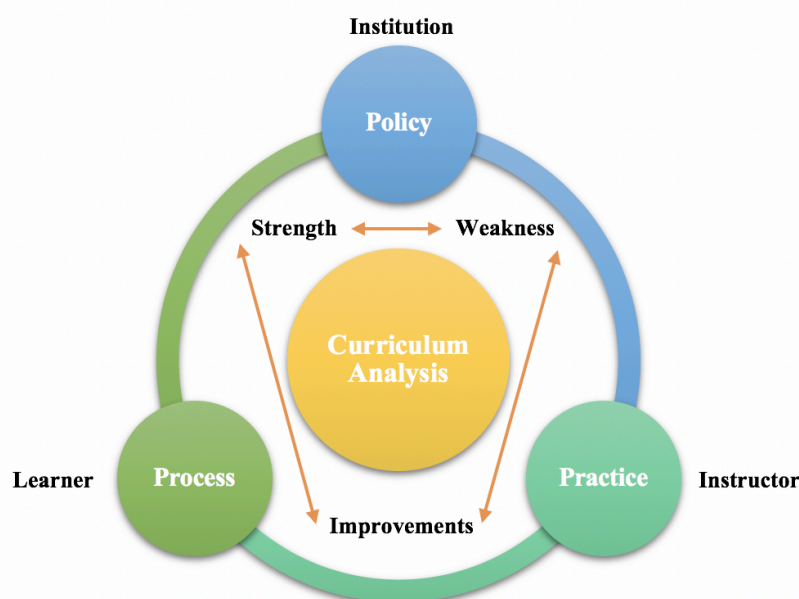 Institution
Policy
Strength
Weakness
Curriculum
Analysis
Learner
Process
Practice
Instructor
Improvements